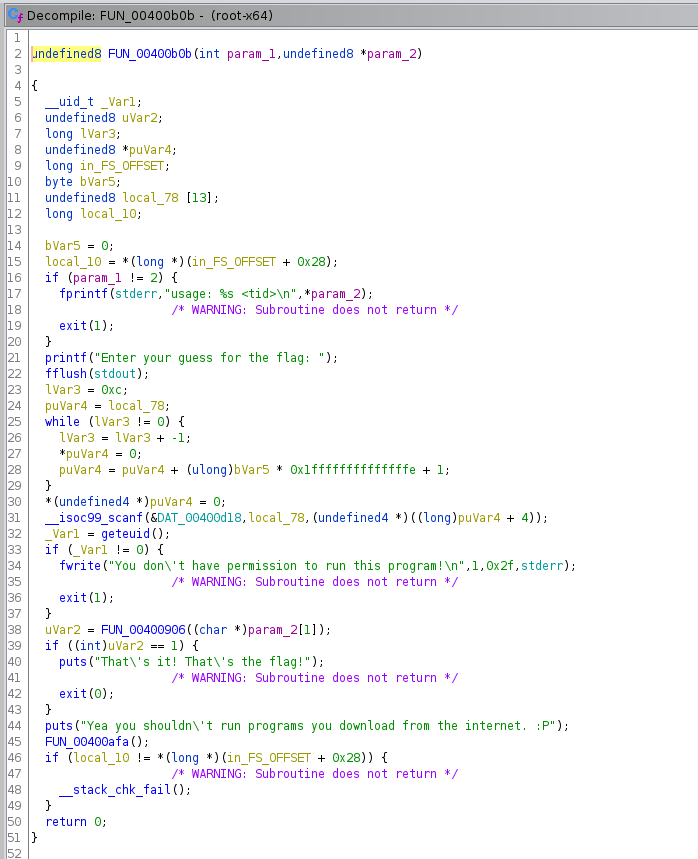 Decompile: FUN_00400b0b - (root-x64)
1
2 undefined8 FUN_00400b0b(int param_1,undefined8 *param_2)
3
4 {
5 __uid_t _Var1;
6 undefined8 uVar2;
7 long lVar3;
8 undefined8 *puVar4;
9 long in_FS_OFFSET;
10 byte bVar5;
11 undefined8 local_78 [13];
12 long local_10;
13
14 bVar5 = 0;
15 local_10 = *(long *)(in_FS_OFFSET + 0x28);
16 if (param_1 != 2) {
17 fprintf(stderr,"usage: %s <tid>\n",*param_2);
18 /* WARNING: Subroutine does not return */
19 exit(1);
20 }
21 printf("Enter your guess for the flag: ");
22 fflush(stdout);
23 lVar3 = 0xc;
24 puVar4 = local_78;
25 while (lVar3 != 0) {
26 lVar3 = lVar3 + -1;
27 *puVar4 = 0;
28 puVar4 = puVar4 + (ulong)bVar5 * 0x1ffffffffffffffe + 1;
29 }
30 *(undefined4 *)puVar4 = 0;
31 __isoc99_scanf(&DAT_00400d18,local_78,(undefined4 *)((long)puVar4 + 4));
32 _Var1 = geteuid();
33 if (_Var1 != 0) {
34 fwrite("You don\'t have permission to run this program!\n",1,0x2f,stderr);
35 /* WARNING: Subroutine does not return */
36 exit(1);
37 }
38 uVar2 = FUN_00400906((char *)param_2[1]);
39 if ((int)uVar2 == 1) {
40 puts("That\'s it! That\'s the flag!");
41 /* WARNING: Subroutine does not return */
42 exit(0);
43 }
44 puts("Yea you shouldn\'t run programs you download from the internet. :P");
45 FUN_00400afa();
46 if (local_10 != *(long *)(in_FS_OFFSET + 0x28)) {
47 /* WARNING: Subroutine does not return */
48 __stack_chk_fail();
49 }
50 return 0;
51 }
52